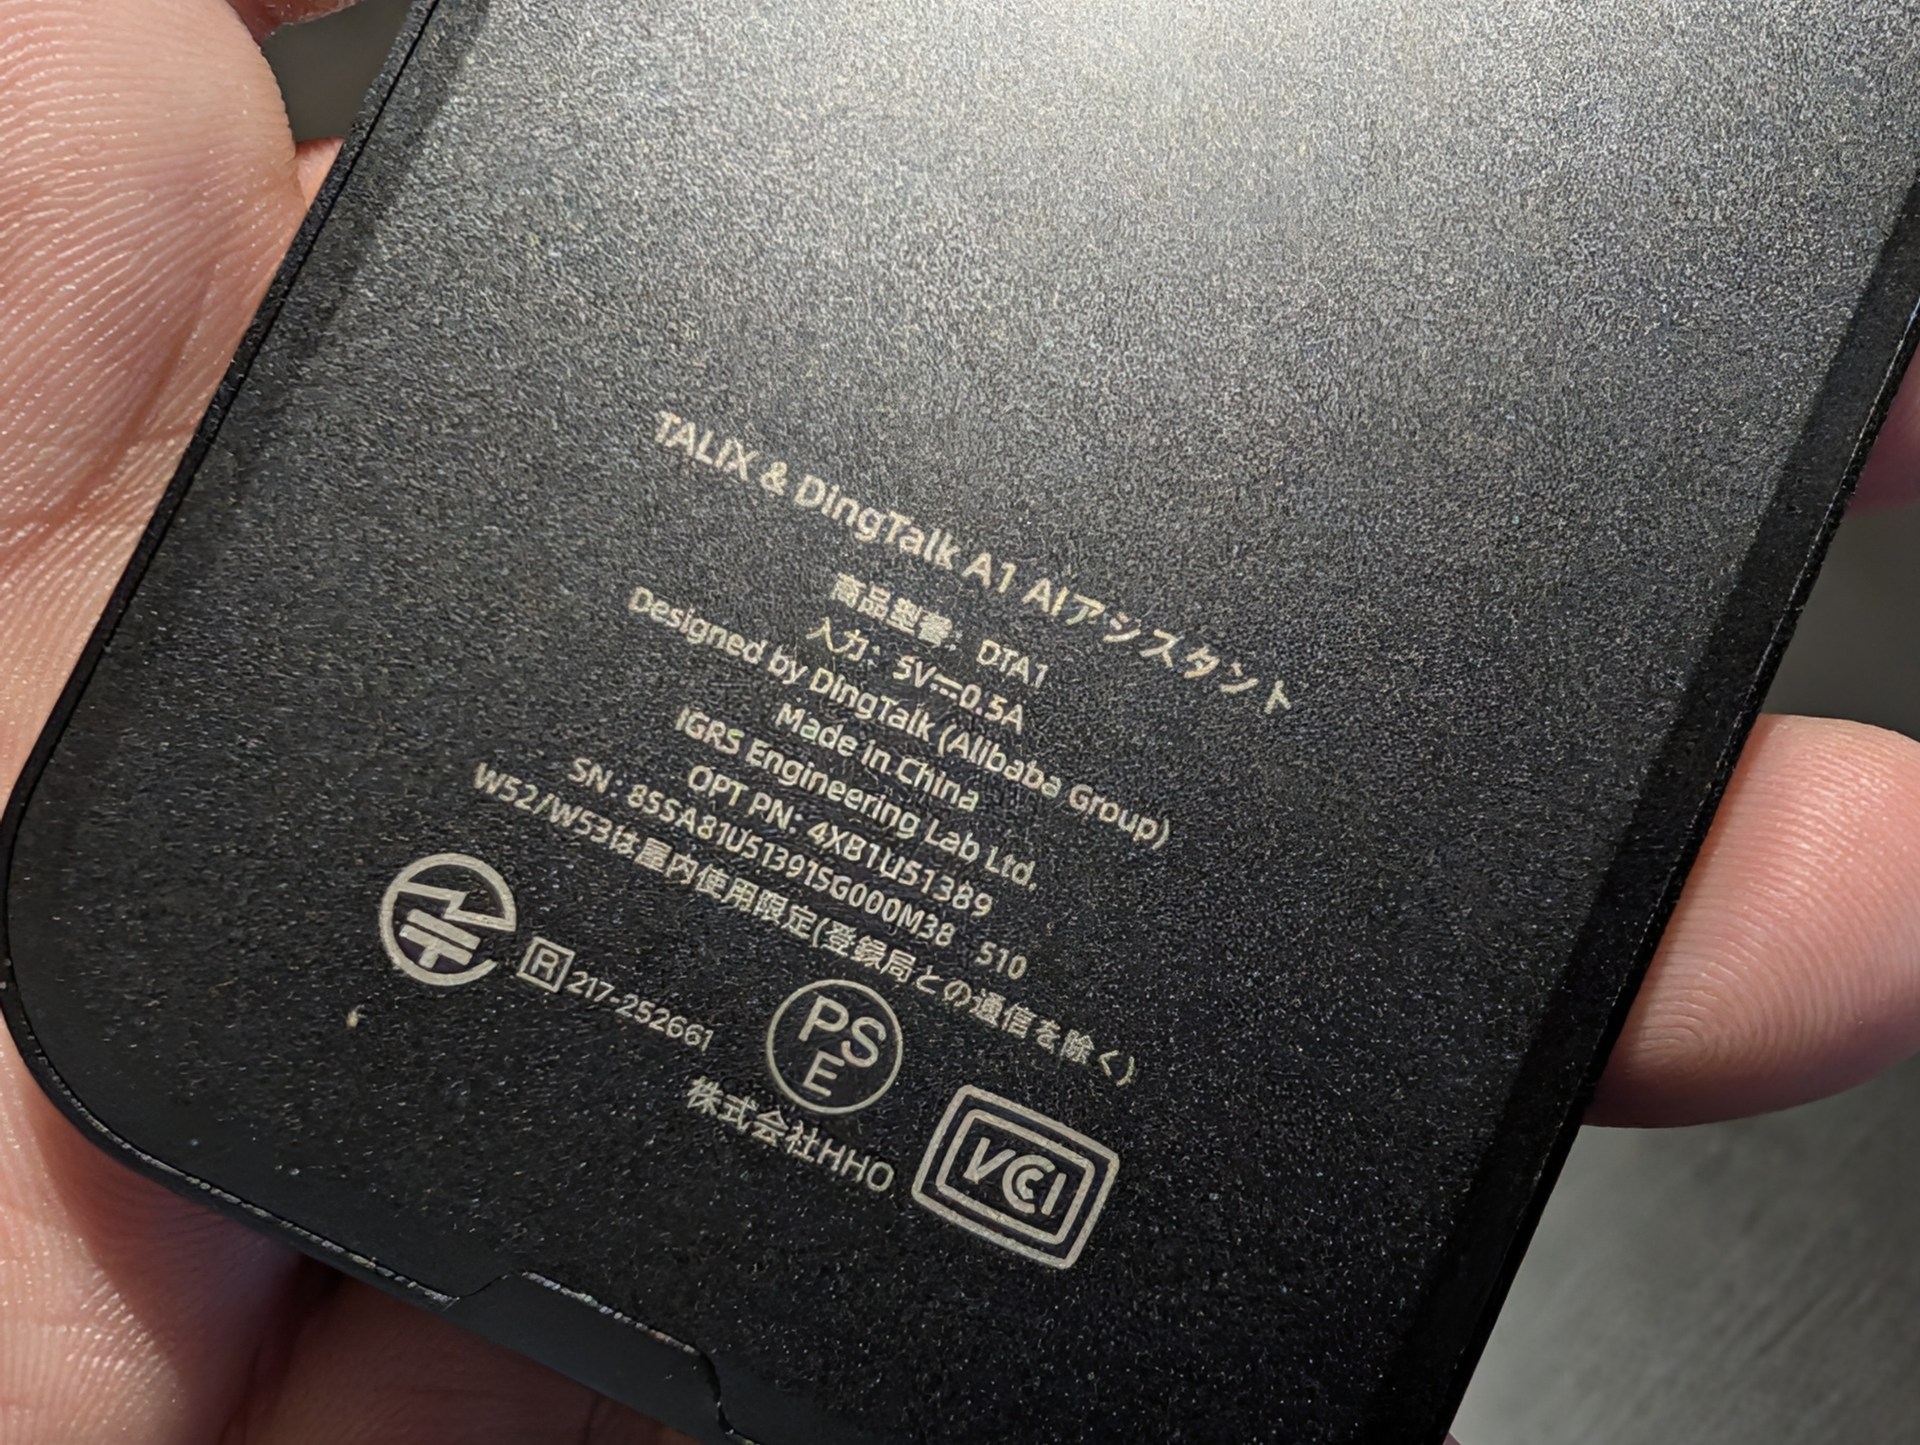 TALIX & DingTalk A1 AIアシスタント
商品型番: DTA1
入力: 5V⎓0.5A
Designed by DingTalk (Alibaba Group)
Made in China
IGRS Engineering Lab Ltd.
OPT PN: 4XB1U51389
SN: 85SA81U51391SG000M38 510
W52/W53は屋内使用限定(登録局との通信を除く)
R 217-252661
PSE
株式会社HHO
VCCI